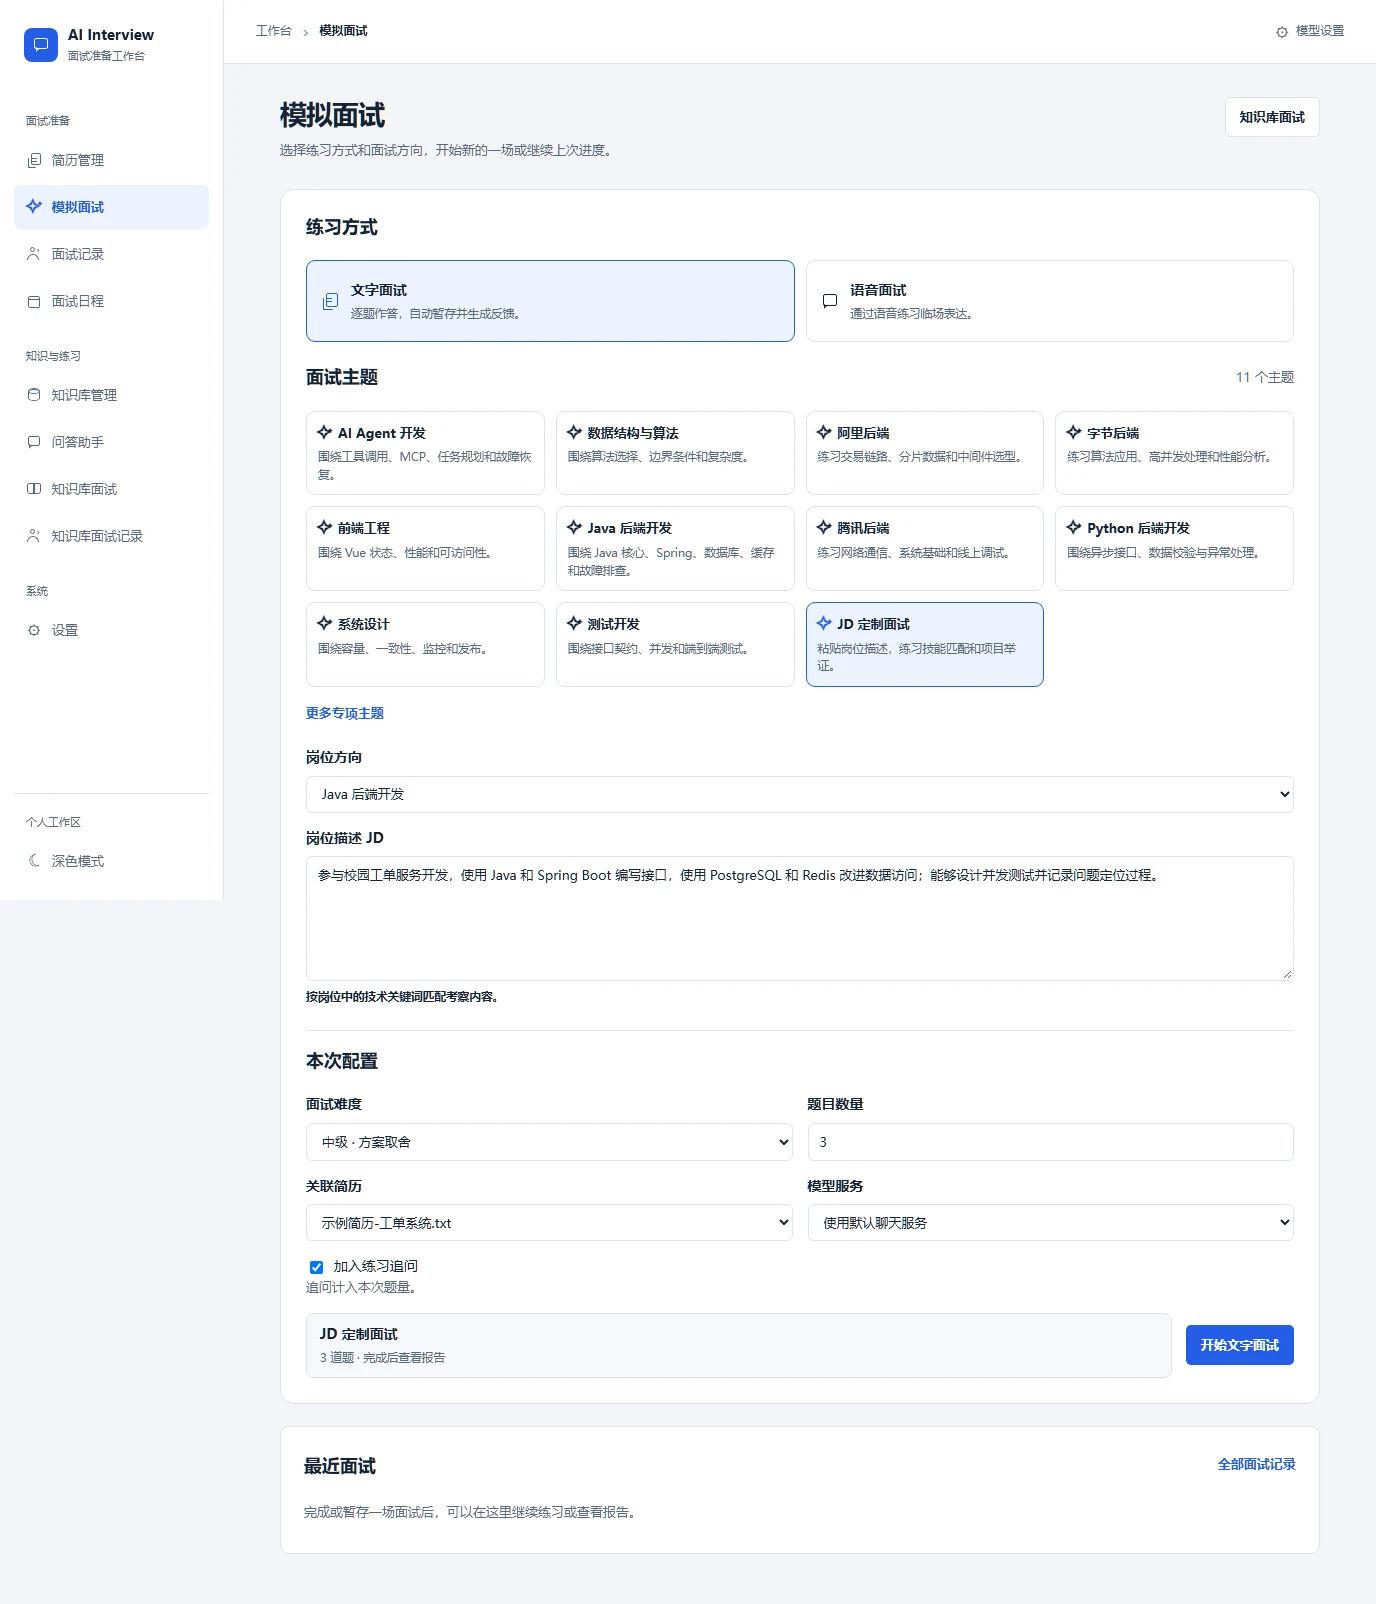 AI Interview
面试准备工作台
面试准备
简历管理
模拟面试
面试记录
面试日程
知识与练习
知识库管理
问答助手
知识库面试
知识库面试记录
系统
设置
个人工作区
深色模式
工作台 › 模拟面试
模型设置
模拟面试
选择练习方式和面试方向，开始新的一场或继续上次进度。
知识库面试
练习方式
文字面试
逐题作答，自动暂存并生成反馈。
语音面试
通过语音练习临场表达。
面试主题
11 个主题
AI Agent 开发
围绕工具调用、MCP、任务规划和故障恢
复。
数据结构与算法
围绕算法选择、边界条件和复杂度。
阿里后端
练习交易链路、分片数据和中间件选型。
字节后端
练习算法应用、高并发处理和性能分析。
前端工程
围绕 Vue 状态、性能和可访问性。
Java 后端开发
围绕 Java 核心、Spring、数据库、缓存
和故障排查。
腾讯后端
练习网络通信、系统基础和线上调试。
Python 后端开发
围绕异步接口、数据校验与异常处理。
系统设计
围绕容量、一致性、监控和发布。
测试开发
围绕接口契约、并发和端到端测试。
JD 定制面试
粘贴岗位描述，练习技能匹配和项目举
证。
更多专项主题
岗位方向
Java 后端开发
岗位描述 JD
参与校园工单服务开发，使用 Java 和 Spring Boot 编写接口，使用 PostgreSQL 和 Redis 改进数据访问；能够设计并发测试并记录问题定位过程。
按岗位中的技术关键词匹配考察内容。
本次配置
面试难度
中级 · 方案取舍
题目数量
3
关联简历
示例简历-工单系统.txt
模型服务
使用默认聊天服务
加入练习追问
追问计入本次题量。
JD 定制面试
3 道题 · 完成后查看报告
开始文字面试
最近面试
全部面试记录
完成或暂存一场面试后，可以在这里继续练习或查看报告。